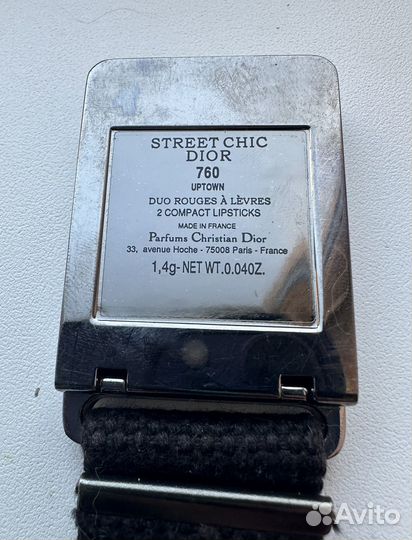 STREET CHIC
DIOR
760
UPTOWN
DUO ROUGES À LÈVRES
2 COMPACT LIPSTICKS
MADE IN FRANCE
Parfums Christian Dior
33, avenue Hoche - 75008 Paris - France
1,4g- NET WT.0.04OZ.
Avito